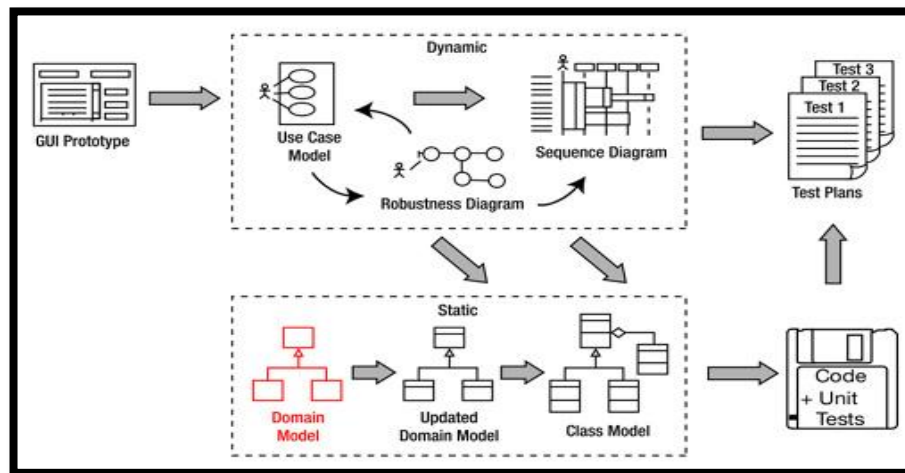 Dynamic
GUI Prototype
Use Case
Model
Robustness Diagram
Sequence Diagram
Test 3
Test 2
Test 1
Test Plans
Static
Domain
Model
Updated
Domain Model
Class Model
Code
+ Unit
Tests